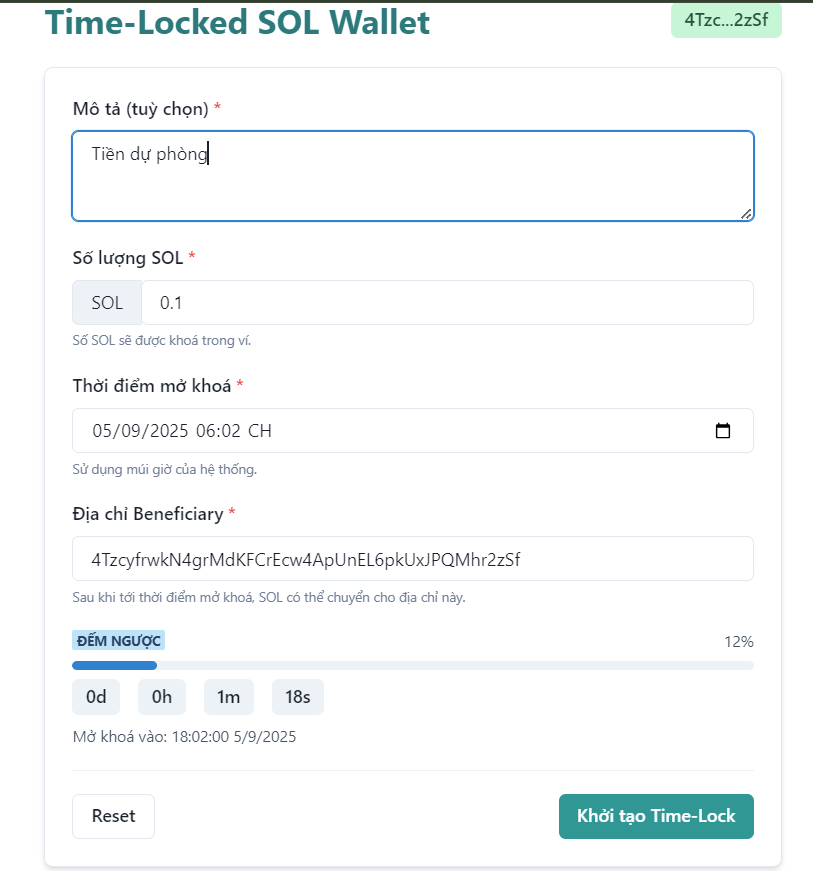 Time-Locked SOL Wallet
4Tzc...2zSf
Mô tả (tuỳ chọn) *
Tiền dự phòng
Số lượng SOL *
SOL
0.1
Số SOL sẽ được khoá trong ví.
Thời điểm mở khoá *
05/09/2025 06:02 CH
Sử dụng múi giờ của hệ thống.
Địa chỉ Beneficiary *
4TzcyfrwkN4grMdKFCrEcw4ApUnEL6pkUxJPQMhr2zSf
Sau khi tới thời điểm mở khoá, SOL có thể chuyển cho địa chỉ này.
ĐẾM NGƯỢC
12%
0d
0h
1m
18s
Mở khoá vào: 18:02:00 5/9/2025
Reset
Khởi tạo Time-Lock